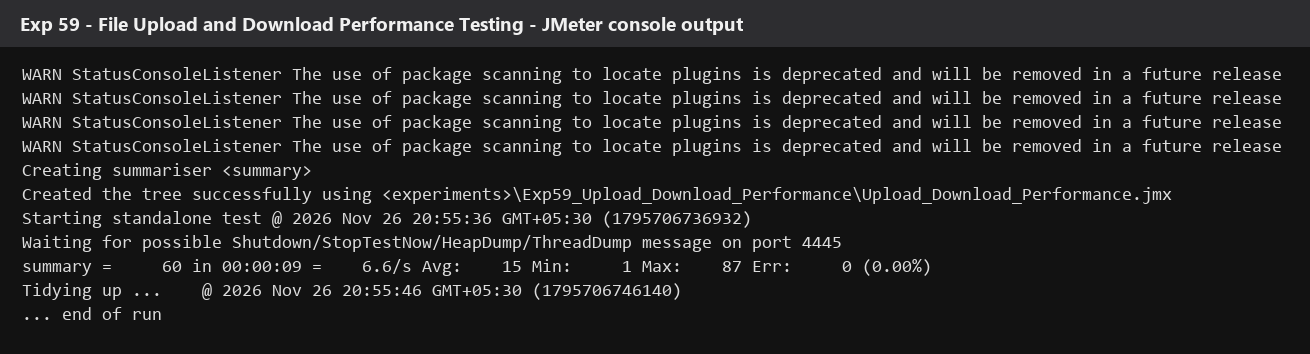 Exp 59 - File Upload and Download Performance Testing - JMeter console output
WARN StatusConsoleListener The use of package scanning to locate plugins is deprecated and will be removed in a future release
WARN StatusConsoleListener The use of package scanning to locate plugins is deprecated and will be removed in a future release
WARN StatusConsoleListener The use of package scanning to locate plugins is deprecated and will be removed in a future release
WARN StatusConsoleListener The use of package scanning to locate plugins is deprecated and will be removed in a future release
Creating summariser <summary>
Created the tree successfully using <experiments>\Exp59_Upload_Download_Performance\Upload_Download_Performance.jmx
Starting standalone test @ 2026 Nov 26 20:55:36 GMT+05:30 (1795706736932)
Waiting for possible Shutdown/StopTestNow/HeapDump/ThreadDump message on port 4445
summary =     60 in 00:00:09 =    6.6/s Avg:    15 Min:     1 Max:    87 Err:     0 (0.00%)
Tidying up ...    @ 2026 Nov 26 20:55:46 GMT+05:30 (1795706746140)
... end of run